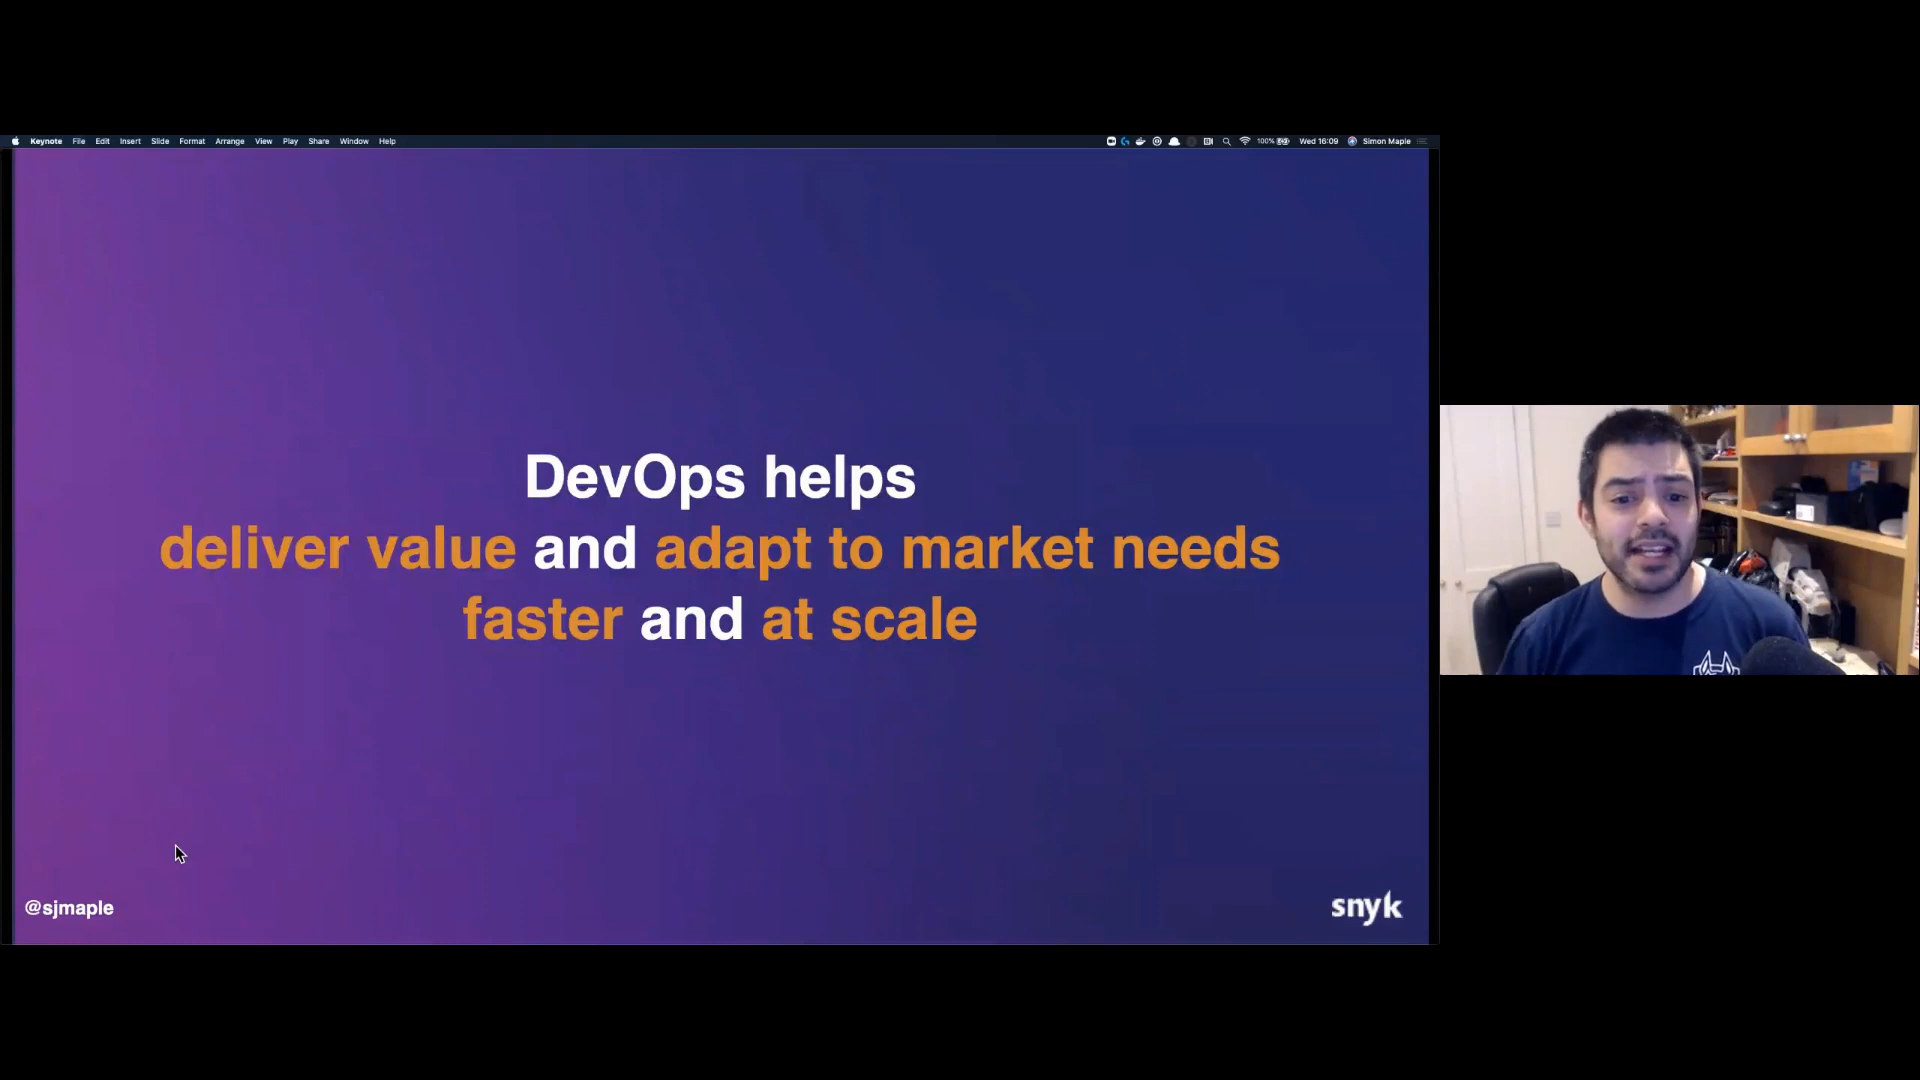 Keynote File Edit Insert Slide Format Arrange View Play Share Window Help
100% Wed 16:09 Simon Maple
DevOps helps
deliver value and adapt to market needs
faster and at scale
@sjmaple
snyk